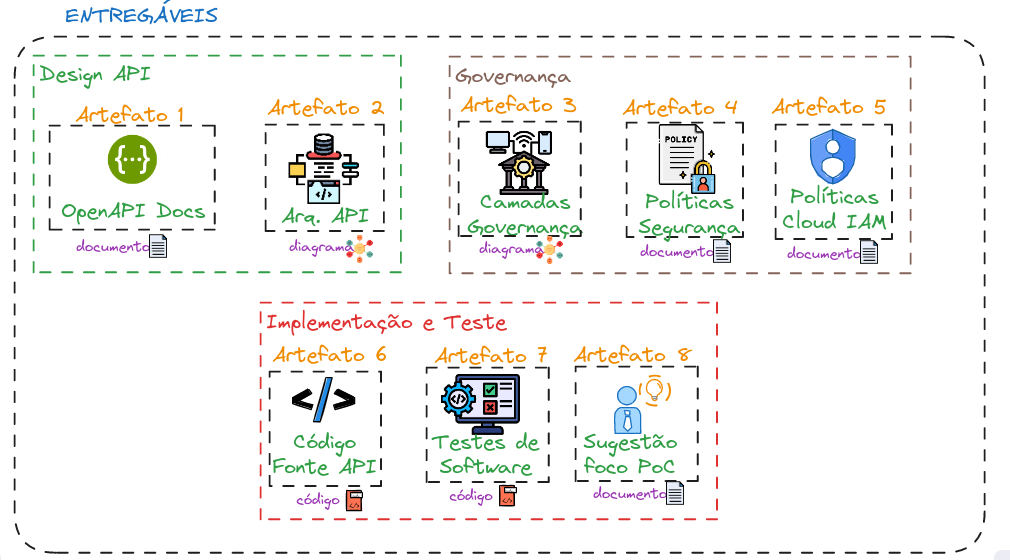 ENTREGÁVEIS
Design API
Artefato 1
OpenAPI Docs
documento
Artefato 2
Arq. API
diagrama
Governança
Artefato 3
Camadas
Governança
diagrama
Artefato 4
POLICY
Políticas
Segurança
documento
Artefato 5
Políticas
Cloud IAM
documento
Implementação e Teste
Artefato 6
Código
Fonte API
código
Artefato 7
Testes de
Software
código
Artefato 8
Sugestão
foco PoC
documento